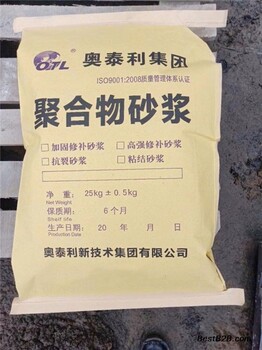 OTL
奥泰利集团
ISO9001:2008质量管理体系认证
聚合物砂浆
□加固修补砂浆 □高强修补砂浆
□抗裂砂浆 □粘结砂浆
净 重: 25kg ± 0.5kg
Net Weight
保质期: 6个月
Shelf life
生产日期: 20 年 月 日
Production Date
奥泰利新技术集团有限公司
bestB2B.com